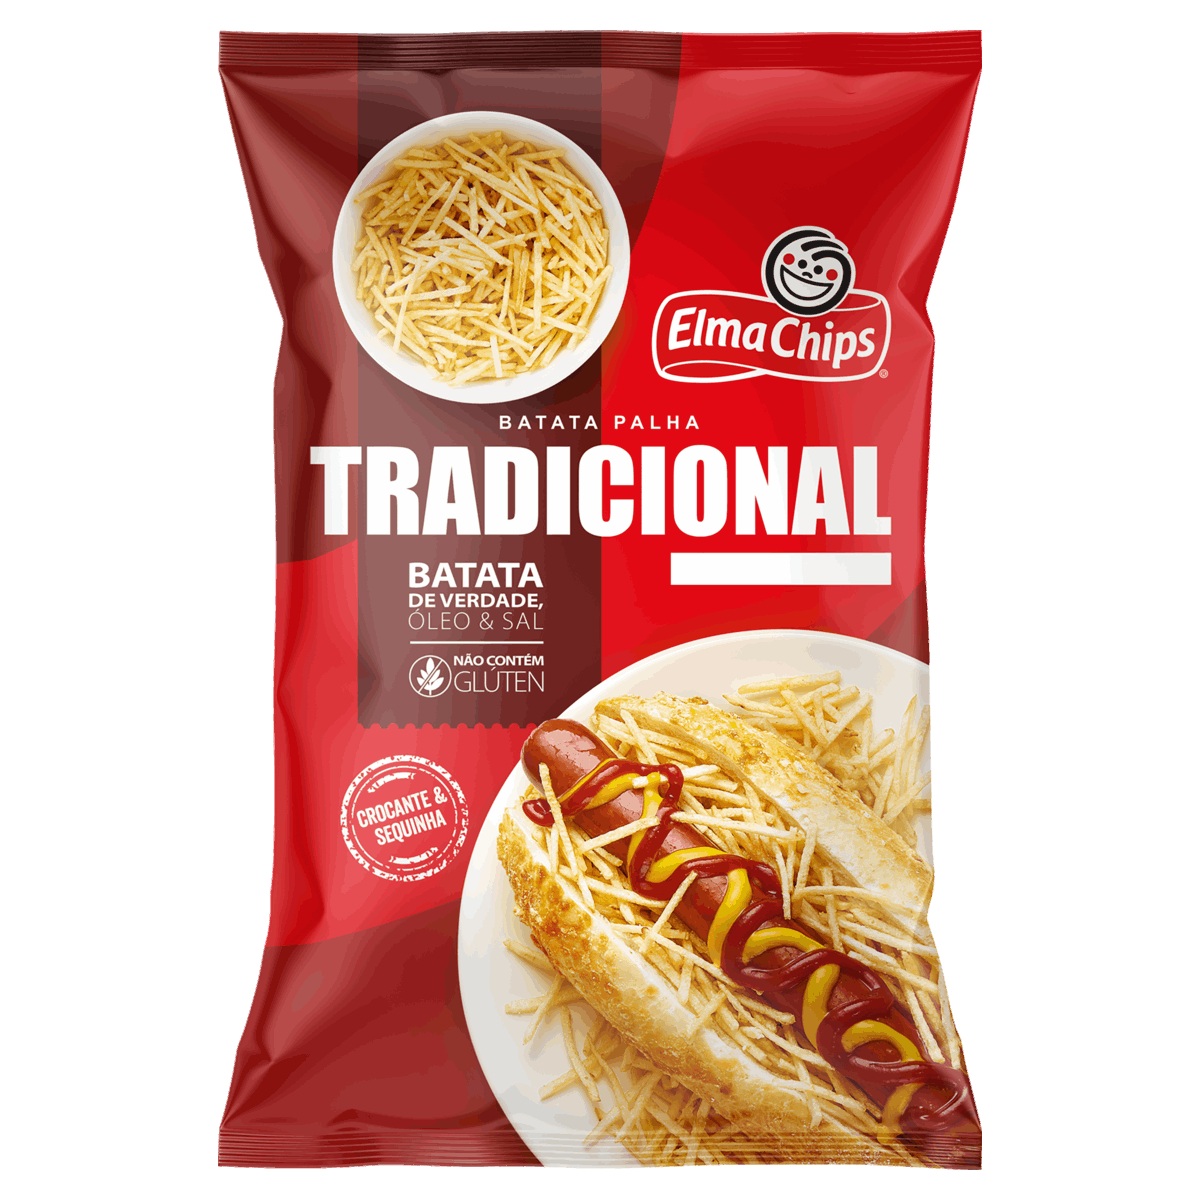 Elma Chips
®
BATATA PALHA
TRADICIONAL
BATATA
DE VERDADE,
ÓLEO & SAL
NÃO CONTÉM
GLÚTEN
CROCANTE &
SEQUINHA